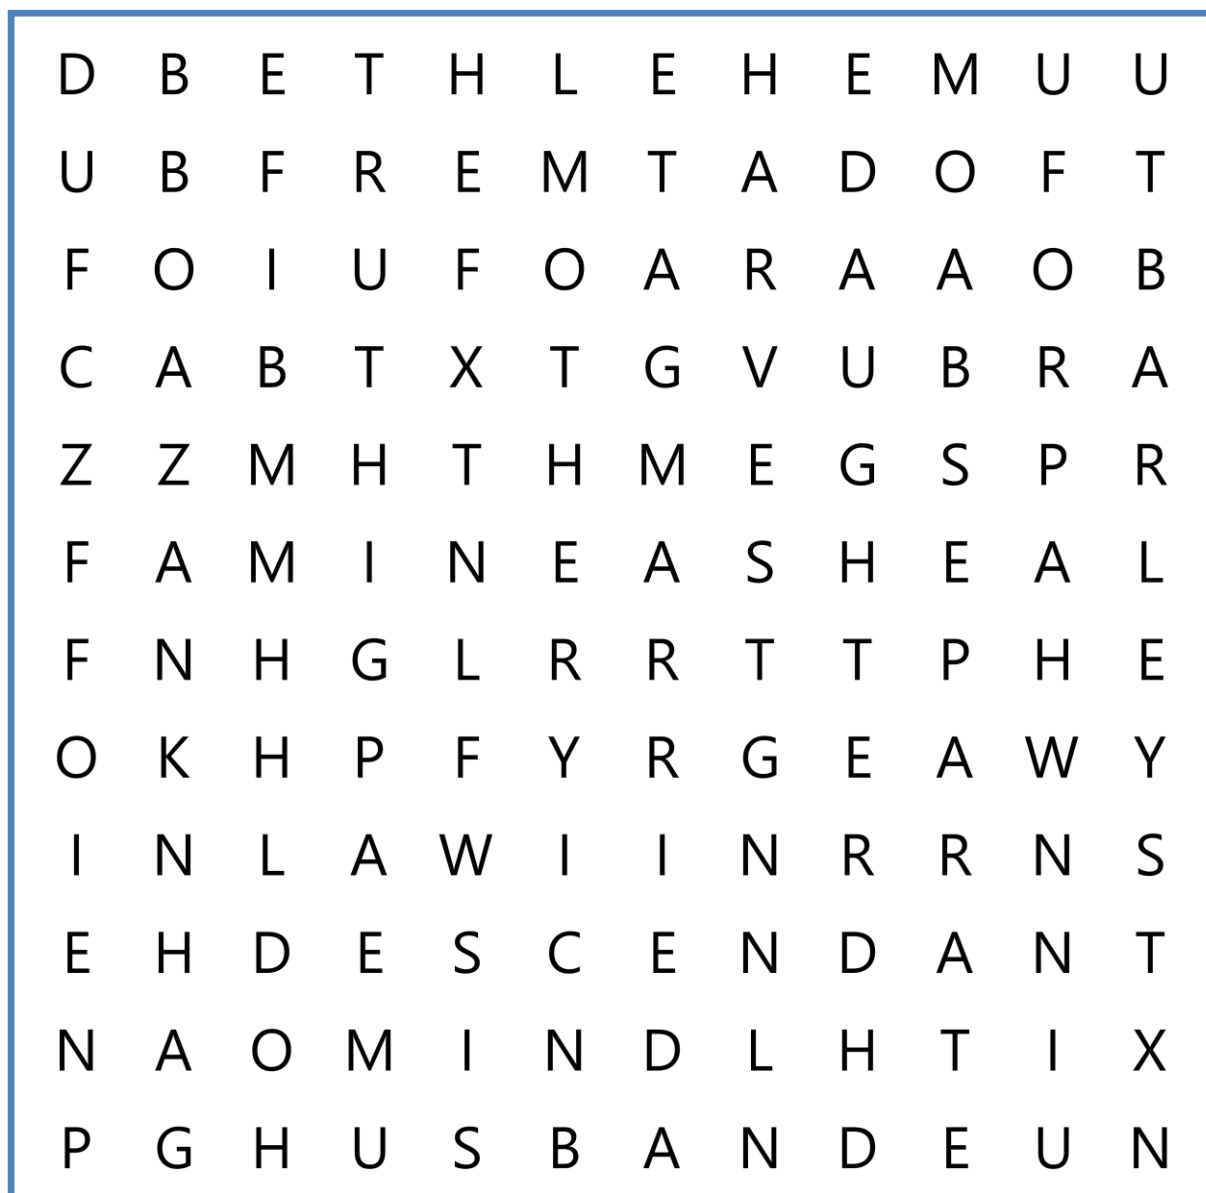 D B E T H L E H E M U U
U B F R E M T A D O F T
F O I U F O A R A A O B
C A B T X T G V U B R A
Z Z M H T H M E G S P R
F A M I N E A S H E A L
F N H G L R R T T P H E
O K H P F Y R G E A W Y
I N L A W I I N R R N S
E H D E S C E N D A N T
N A O M I N D L H T I X
P G H U S B A N D E U N